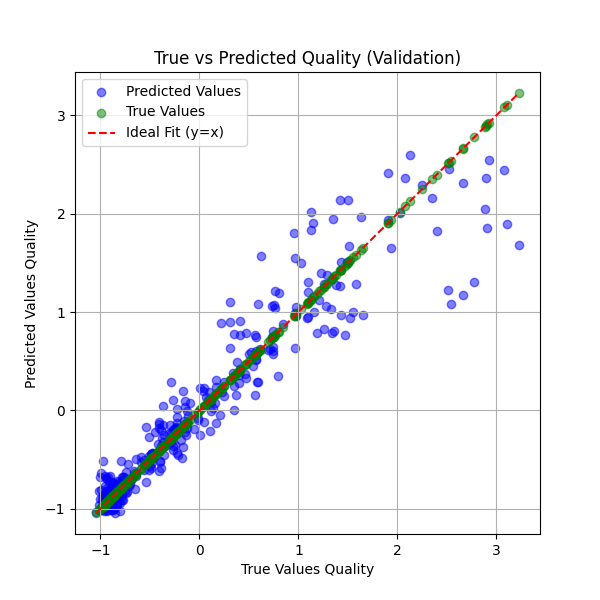 True vs Predicted Quality (Validation)
Predicted Values
True Values
Ideal Fit (y=x)
Predicted Values Quality
3
2
1
0
−1
−1 0 1 2 3
True Values Quality